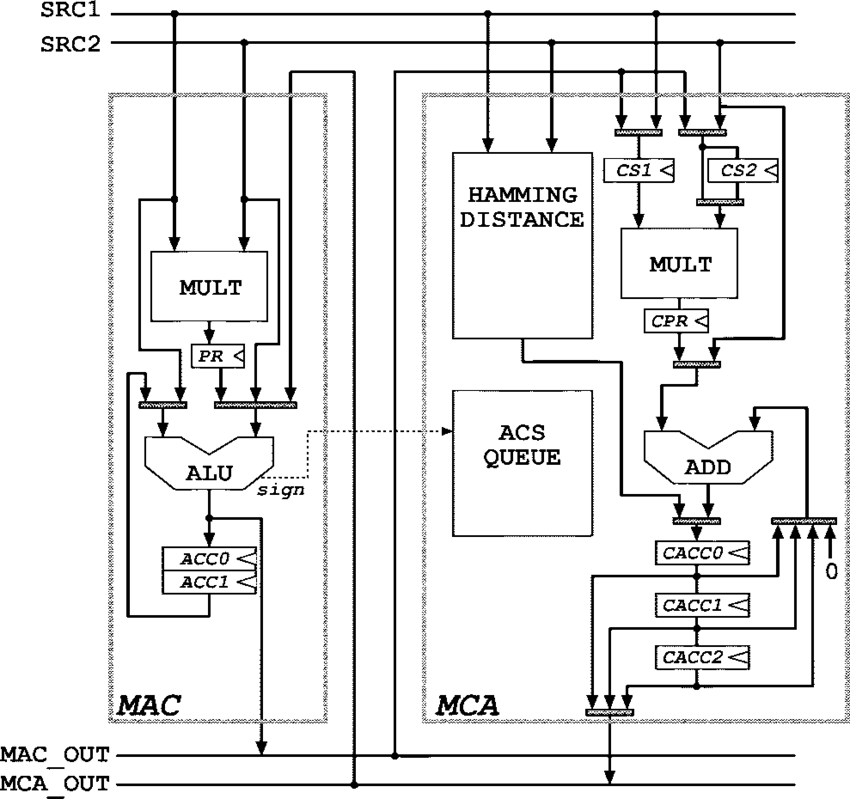 SRC1
SRC2
CS1
CS2
HAMMING
DISTANCE
MULT
MULT
CPR
PR
ACS
QUEUE
ALU
sign
ADD
ACC0
ACC1
CACC0
0
CACC1
CACC2
MAC
MCA
MAC_OUT
MCA_OUT